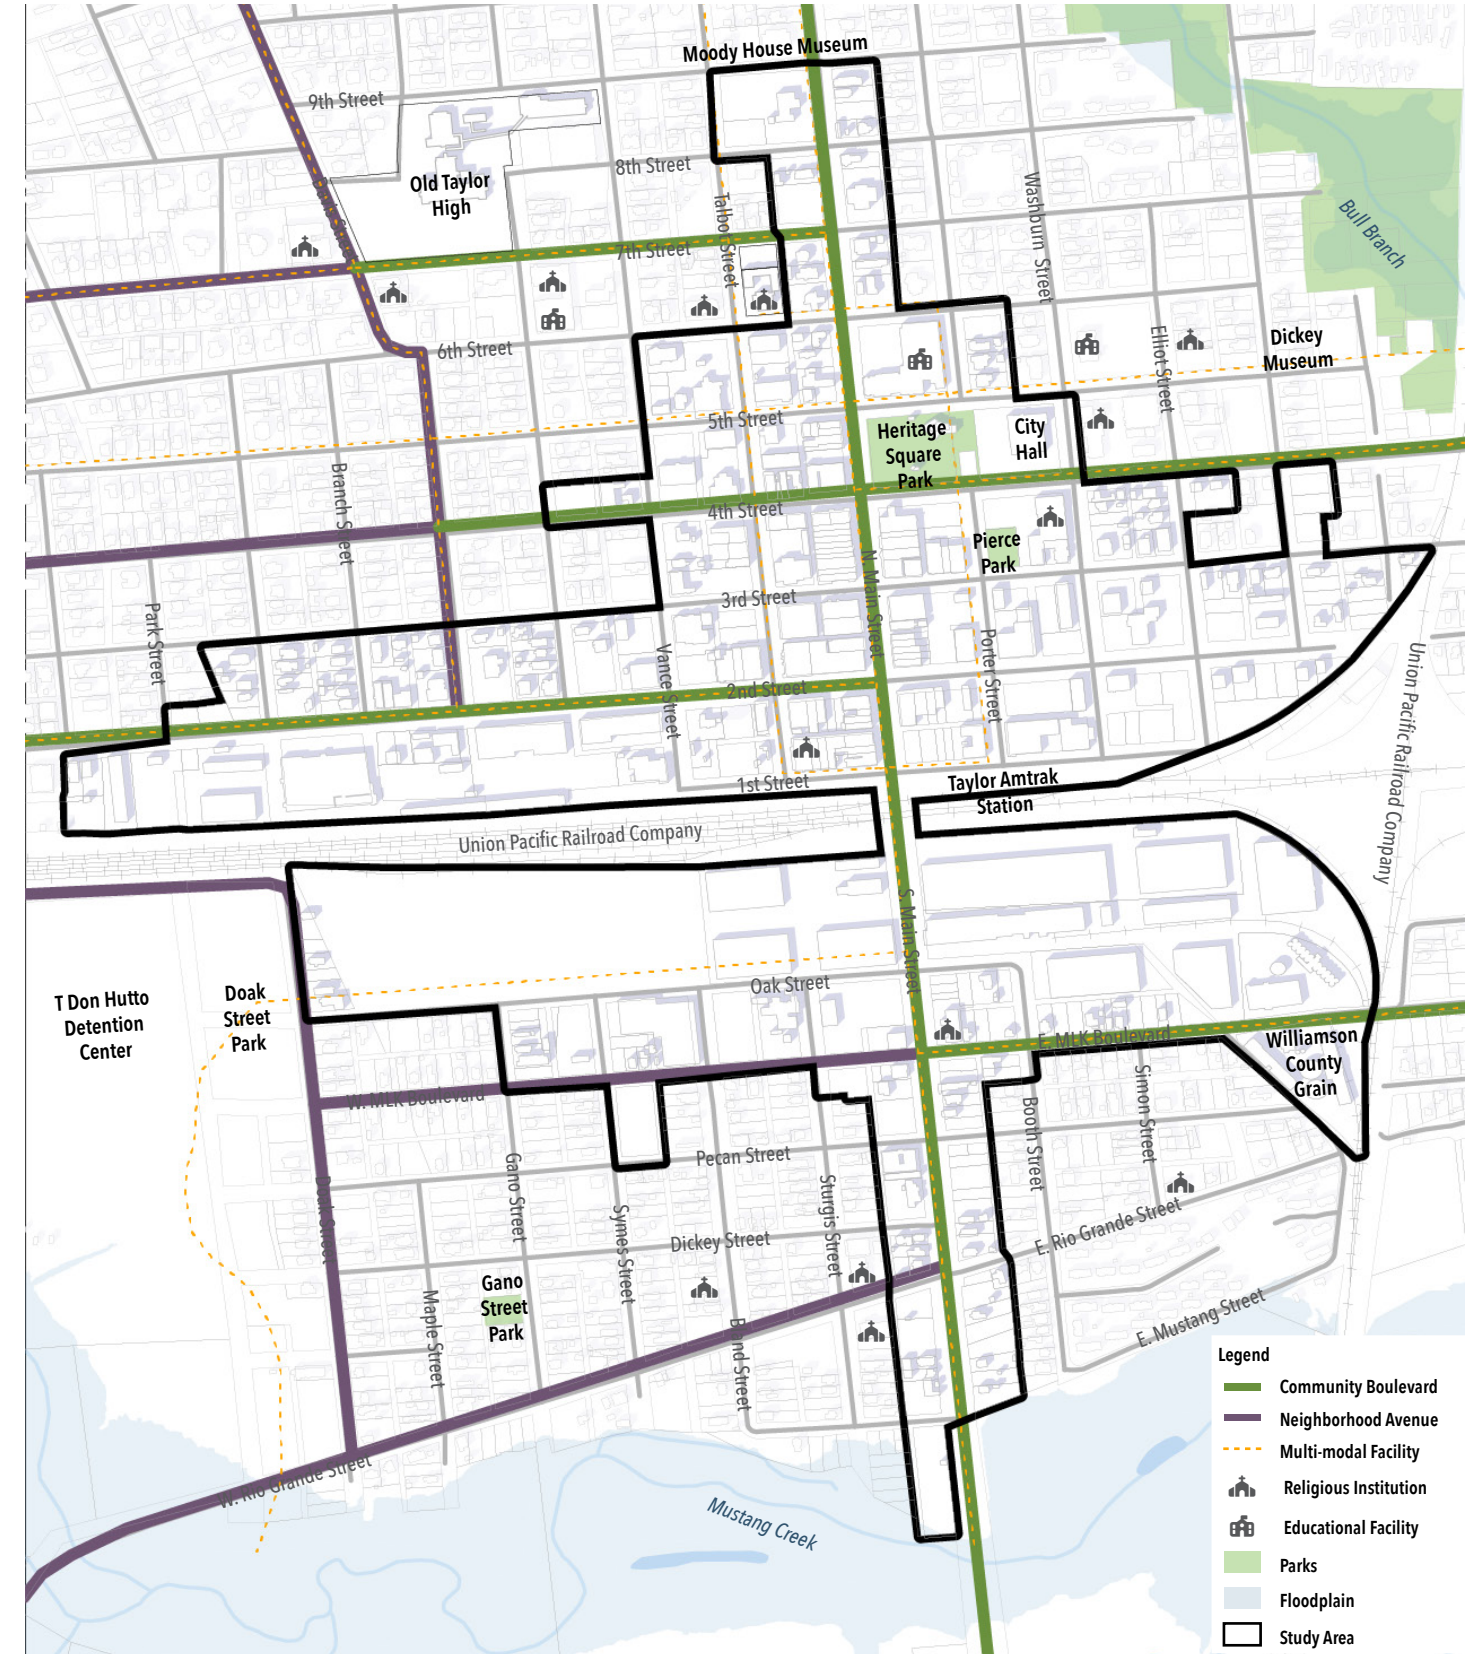 Moody House Museum
9th Street
8th Street
Old Taylor
High
Talbot Street
Washburn Street
Bull Branch
7th Street
6th Street
Elliot Street
Dickey
Museum
5th Street
Heritage
Square
Park
City
Hall
Branch Street
4th Street
Pierce
Park
N. Main Street
3rd Street
Park Street
Vance Street
Porter Street
2nd Street
Union Pacific Railroad Company
1st Street
Taylor Amtrak
Station
Union Pacific Railroad Company
S. Main Street
T Don Hutto
Detention
Center
Doak
Street
Park
Oak Street
E. MLK Boulevard
Williamson
County
Grain
W. MLK Boulevard
Booth Street
Simon Street
Pecan Street
Doak Street
Gano Street
Symes Street
Sturgis Street
Dickey Street
E. Rio Grande Street
Gano
Street
Park
Maple Street
Bland Street
E. Mustang Street
W. Rio Grande Street
Mustang Creek
Legend
Community Boulevard
Neighborhood Avenue
Multi-modal Facility
Religious Institution
Educational Facility
Parks
Floodplain
Study Area